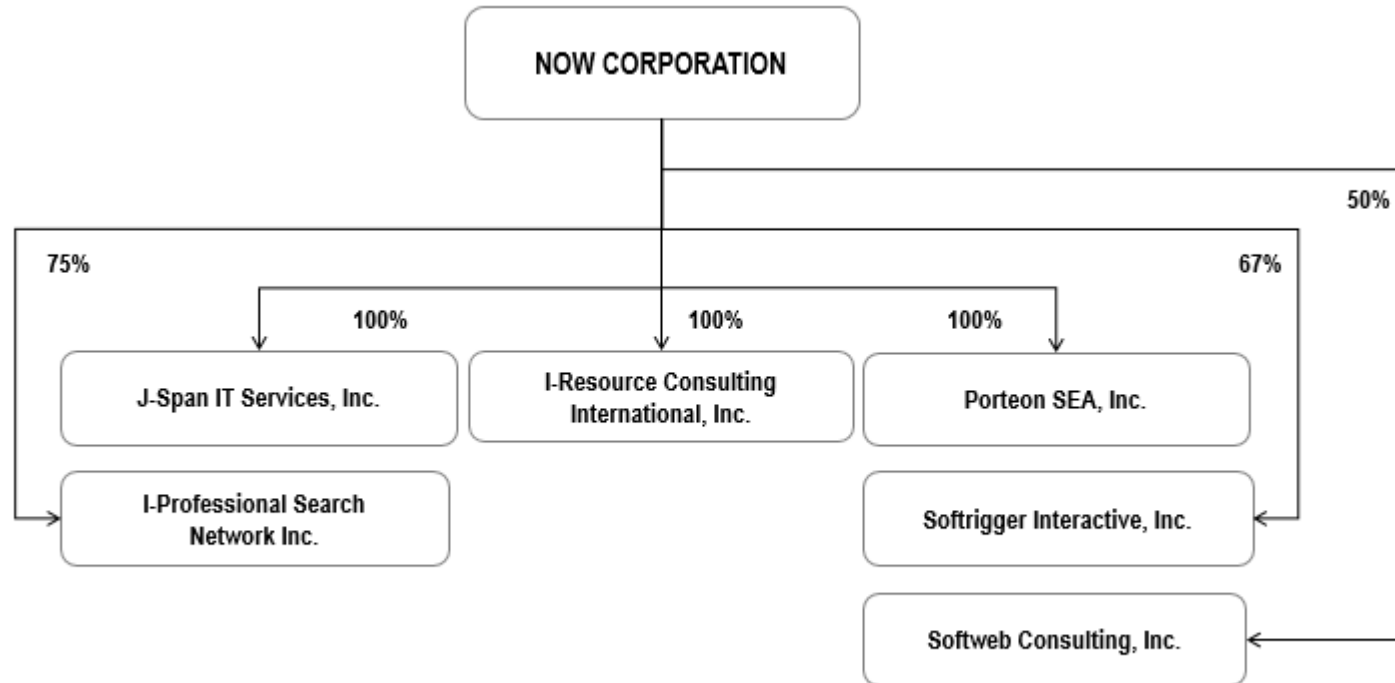 NOW CORPORATION
50%
75%
67%
100%
100%
100%
J-Span IT Services, Inc.
I-Resource Consulting
International, Inc.
Porteon SEA, Inc.
I-Professional Search
Network Inc.
Softrigger Interactive, Inc.
Softweb Consulting, Inc.